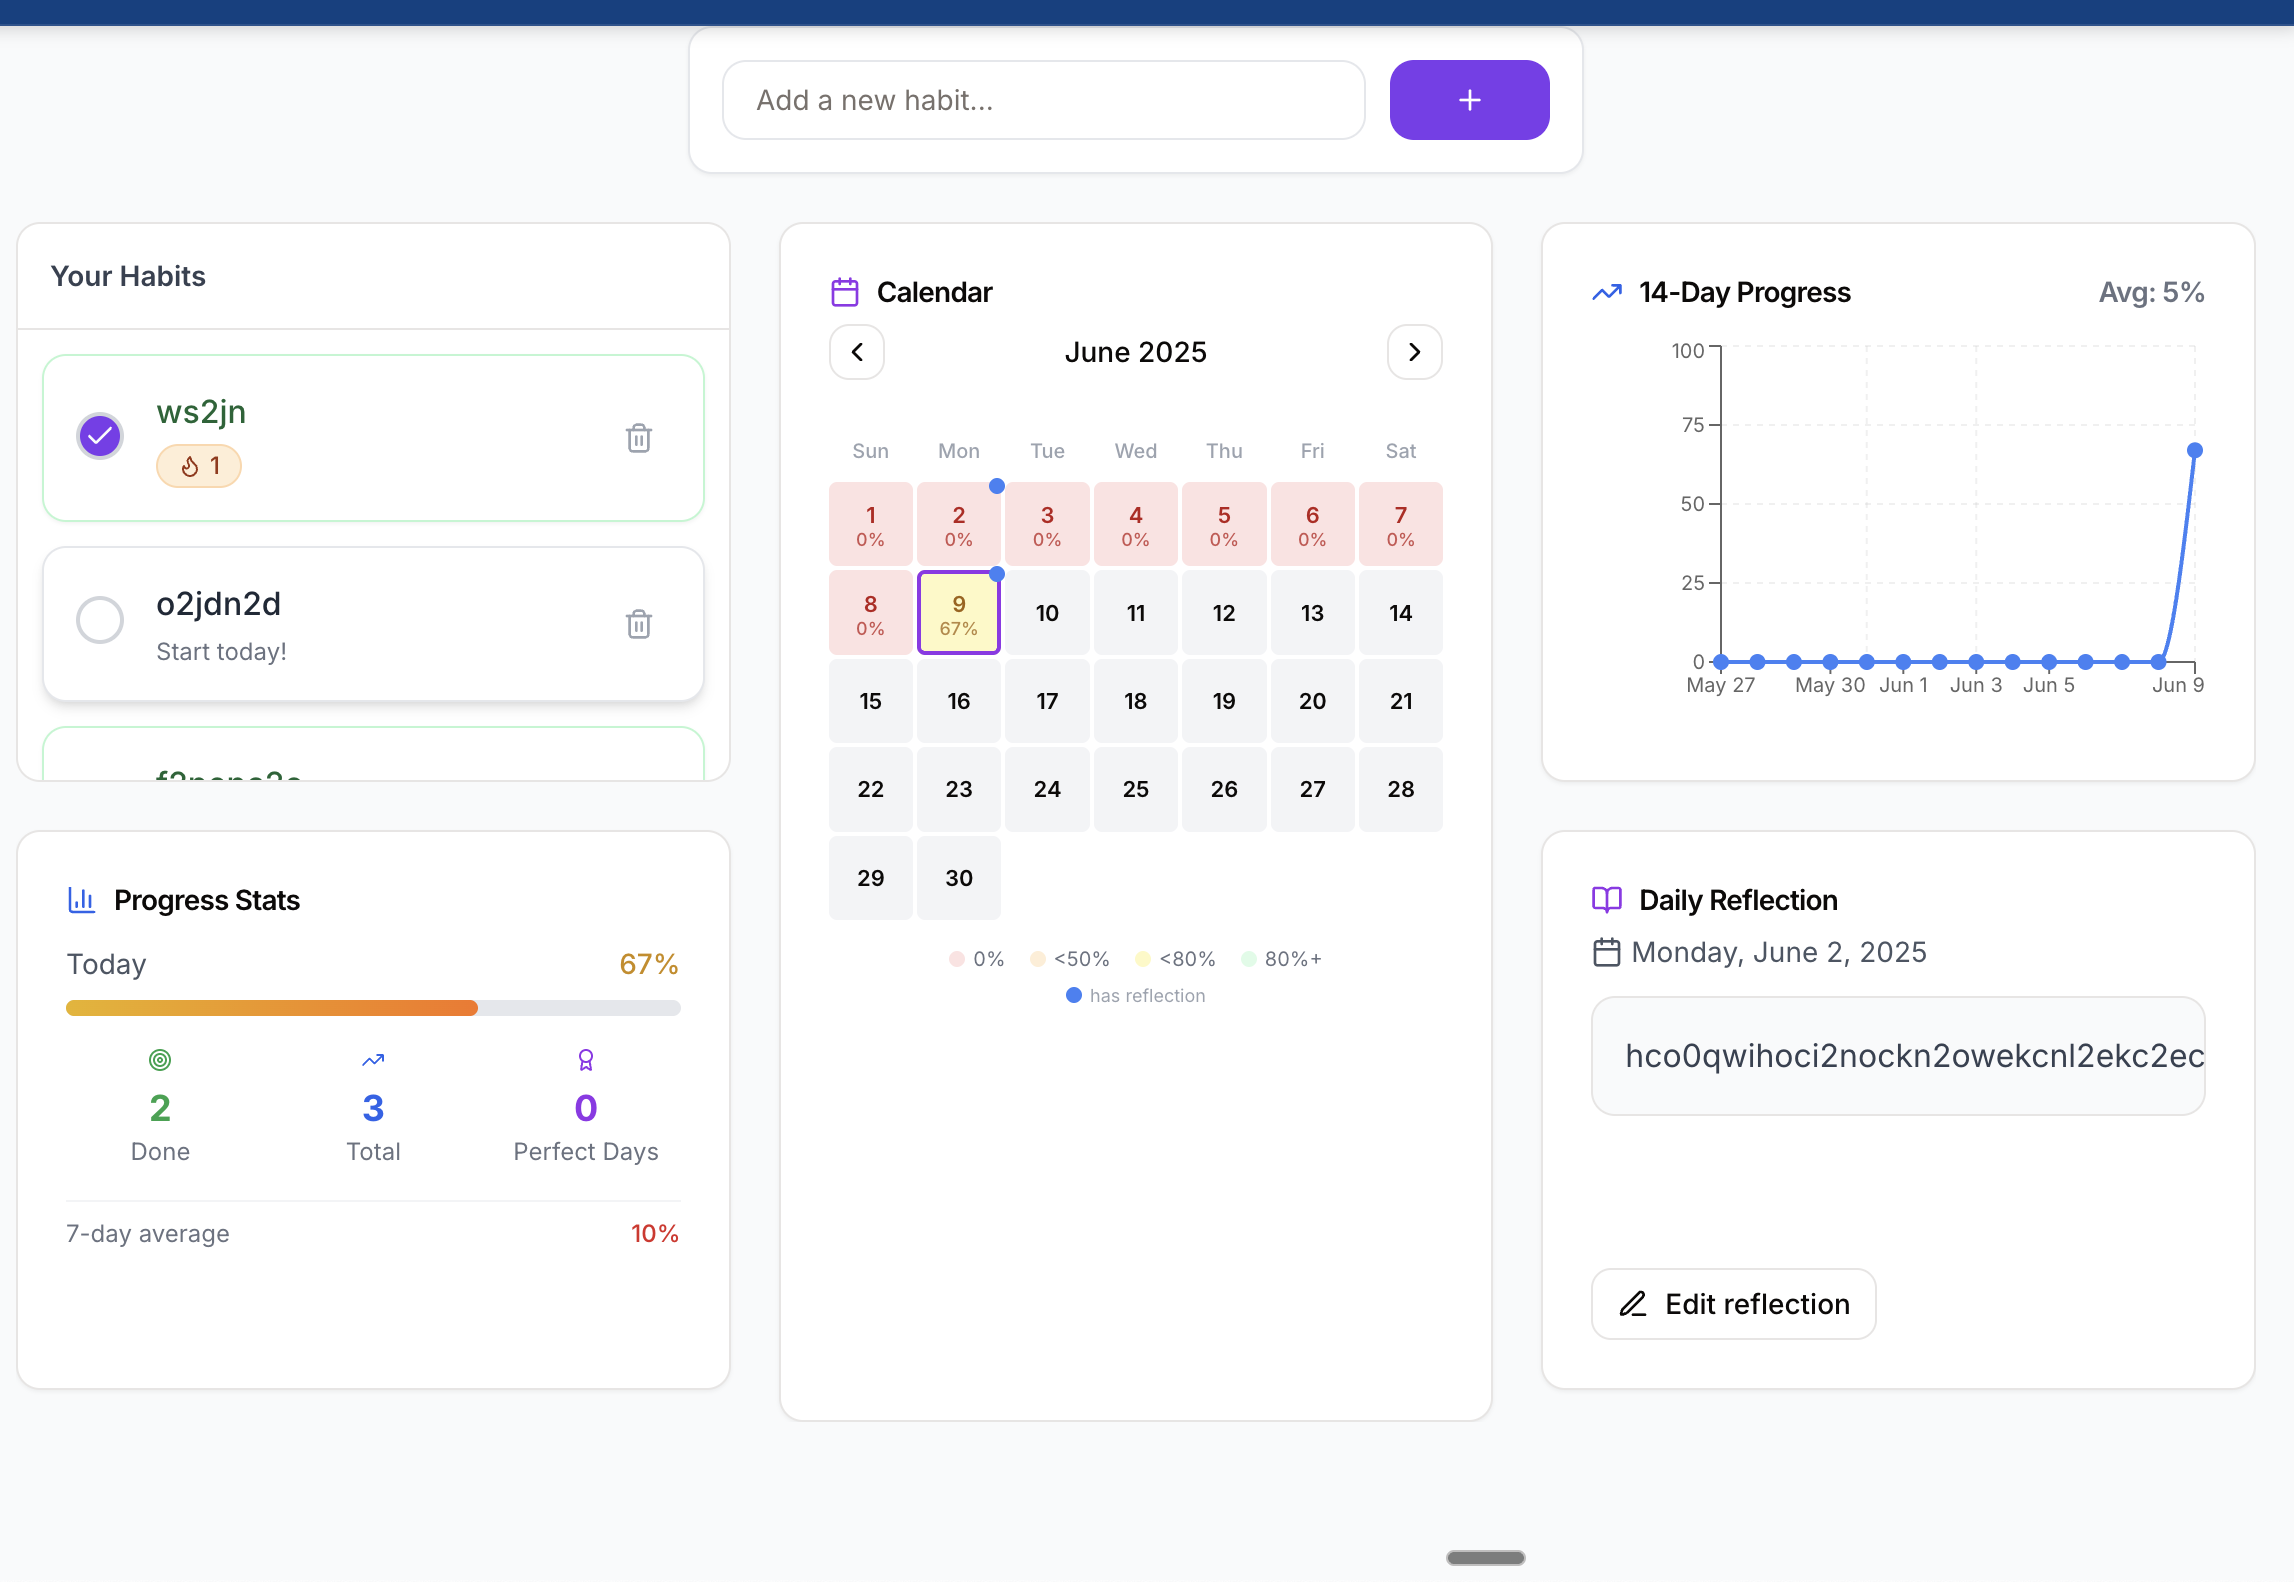 Add a new habit...
+
Your Habits
ws2jn
1
o2jdn2d
Start today!
Calendar
June 2025
Sun Mon Tue Wed Thu Fri Sat
1 2 3 4 5 6 7
0% 0% 0% 0% 0% 0% 0%
8 9 10 11 12 13 14
0% 67%
15 16 17 18 19 20 21
22 23 24 25 26 27 28
29 30
0% <50% <80% 80%+
has reflection
14-Day Progress Avg: 5%
100
75
50
25
0
May 27 May 30 Jun 1 Jun 3 Jun 5 Jun 9
Progress Stats
Today 67%
2 3 0
Done Total Perfect Days
7-day average 10%
Daily Reflection
Monday, June 2, 2025
hco0qwihoci2nockn2owekcnl2ekc2ec
Edit reflection